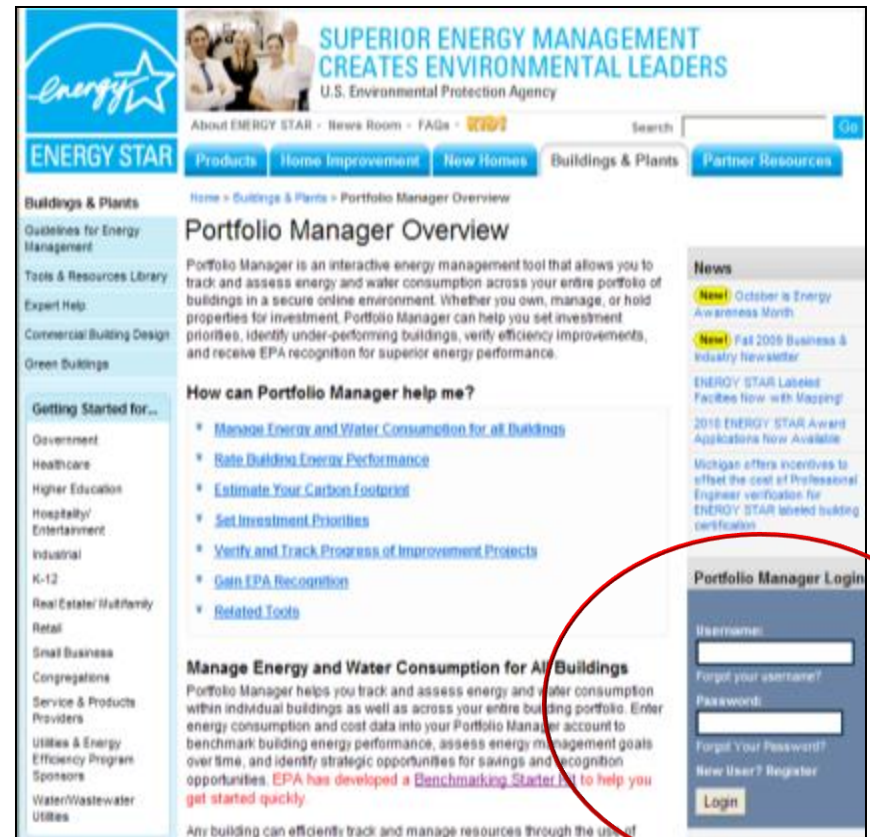 energy
ENERGY STAR
SUPERIOR ENERGY MANAGEMENT
CREATES ENVIRONMENTAL LEADERS
U.S. Environmental Protection Agency
About ENERGY STAR - News Room - FAQs - KIDS
Search
Go
Products
Home Improvement
New Homes
Buildings & Plants
Partner Resources
Buildings & Plants
Guidelines for Energy
Management
Tools & Resources Library
Expert Help
Commercial Building Design
Green Buildings
Getting Started for...
Government
Healthcare
Higher Education
Hospitality/
Entertainment
Industrial
K-12
Real Estate/ Multifamily
Retail
Small Business
Congregations
Service & Products
Providers
Utilities & Energy
Efficiency Program
Sponsors
Water/Wastewater
Utilities
Home > Buildings & Plants > Portfolio Manager Overview
Portfolio Manager Overview
Portfolio Manager is an interactive energy management tool that allows you to
track and assess energy and water consumption across your entire portfolio of
buildings in a secure online environment. Whether you own, manage, or hold
properties for investment, Portfolio Manager can help you set investment
priorities, identify under-performing buildings, verify efficiency improvements,
and receive EPA recognition for superior energy performance.
How can Portfolio Manager help me?
Manage Energy and Water Consumption for all Buildings
Rate Building Energy Performance
Estimate Your Carbon Footprint
Set Investment Priorities
Verify and Track Progress of Improvement Projects
Gain EPA Recognition
Related Tools
Manage Energy and Water Consumption for All Buildings
Portfolio Manager helps you track and assess energy and water consumption
within individual buildings as well as across your entire building portfolio. Enter
energy consumption and cost data into your Portfolio Manager account to
benchmark building energy performance, assess energy management goals
over time, and identify strategic opportunities for savings and recognition
opportunities. EPA has developed a Benchmarking Starter Kit to help you
get started quickly.
Any building can efficiently track and manage resources through the use of
News
New! October is Energy
Awareness Month
New! Fall 2009 Business &
Industry Newsletter
ENERGY STAR Labeled
Facilities Now with Mapping!
2010 ENERGY STAR Award
Applications Now Available
Michigan offers incentives to
offset the cost of Professional
Engineer verification for
ENERGY STAR labeled building
certification
Portfolio Manager Login
Username:
Forgot your username?
Password:
Forgot Your Password?
New User? Register
Login